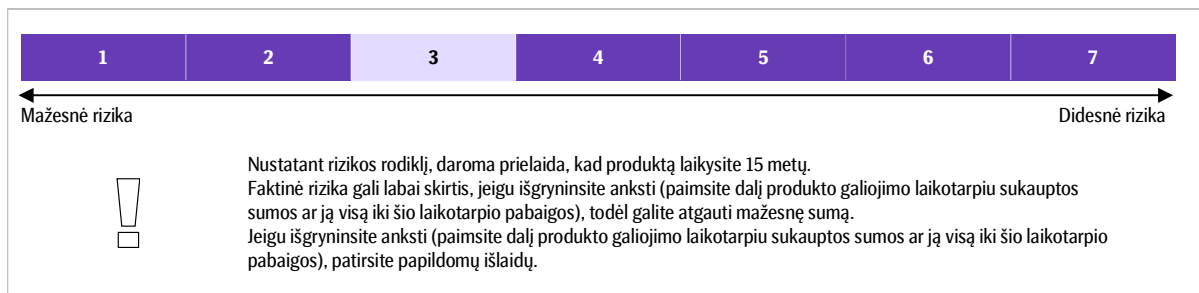 1 2 3 4 5 6 7
Mažesnė rizika Didesnė rizika
Nustatant rizikos rodiklį, daroma prielaida, kad produktą laikysite 15 metų.
Faktinė rizika gali labai skirtis, jeigu išgryninsite anksti (paimsite dalį produkto galiojimo laikotarpiu sukauptos
sumos ar ją visą iki šio laikotarpio pabaigos), todėl galite atgauti mažesnę sumą.
Jeigu išgryninsite anksti (paimsite dalį produkto galiojimo laikotarpiu sukauptos sumos ar ją visą iki šio laikotarpio
pabaigos), patirsite papildomų išlaidų.